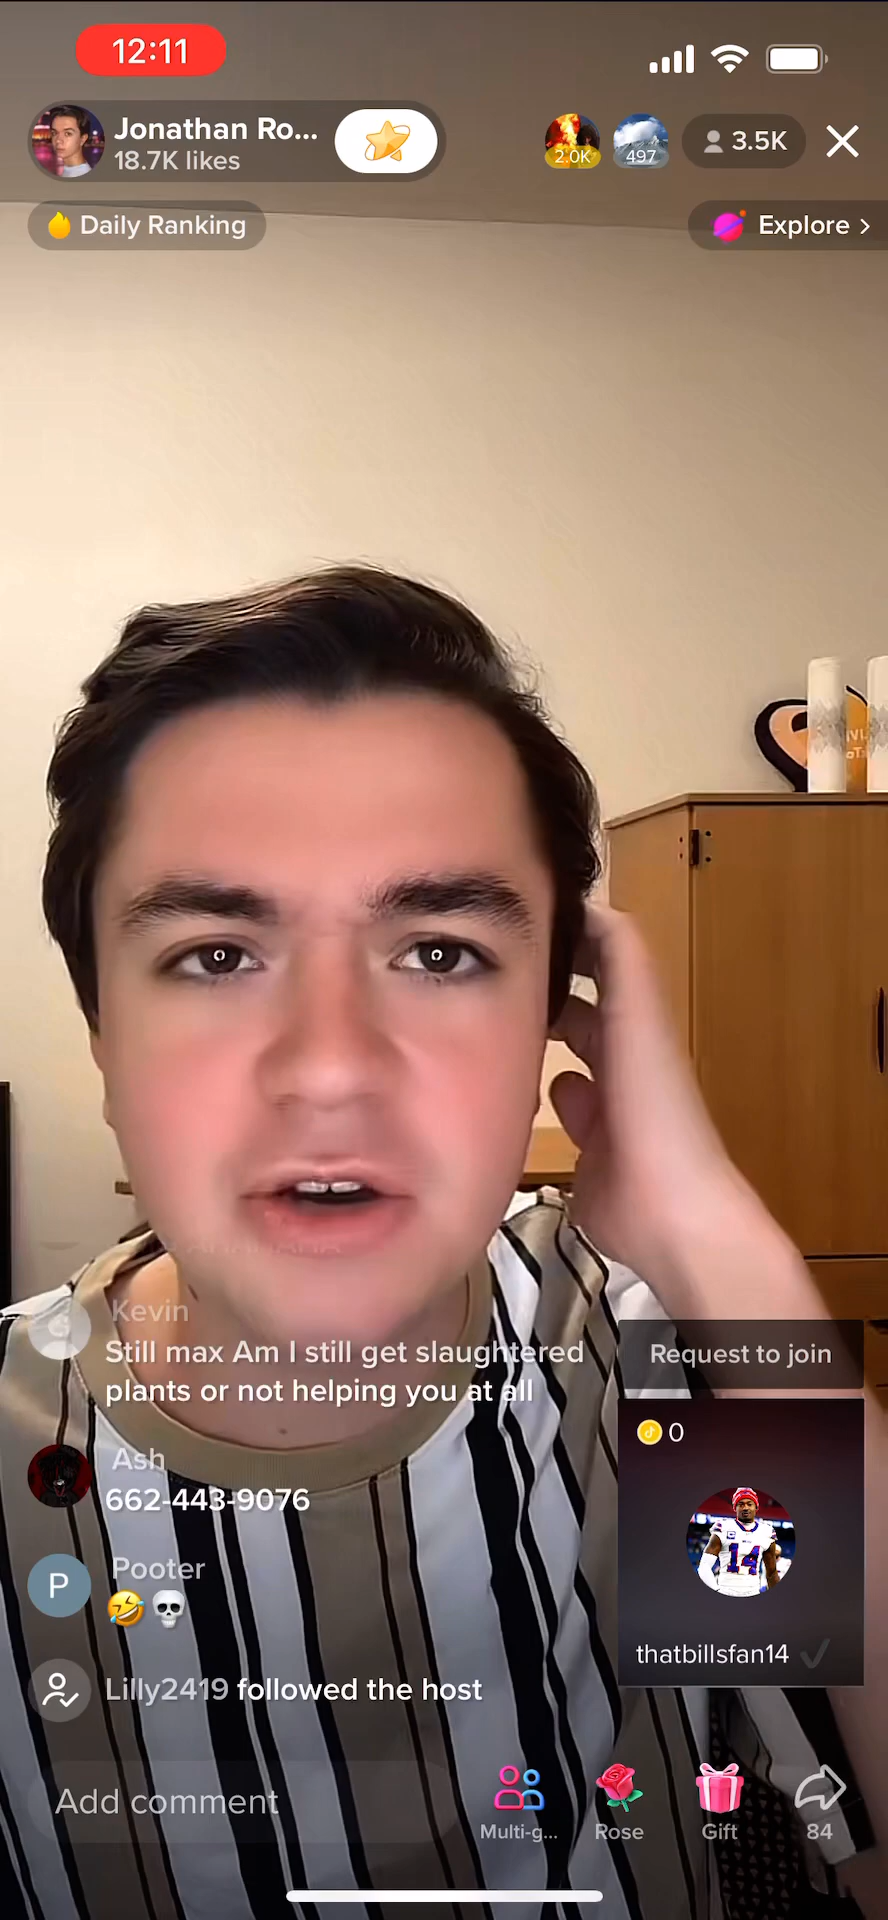 12:11
Jonathan Ro...
18.7K likes
2.0K
497
3.5K
Daily Ranking
Explore >
Kevin
Still max Am I still get slaughtered
plants or not helping you at all
Request to join
0
Ash
662-443-9076
14
Pooter
P
🤣💀
thatbillsfan14
Lilly2419 followed the host
Add comment
Multi-g...
Rose
Gift
84